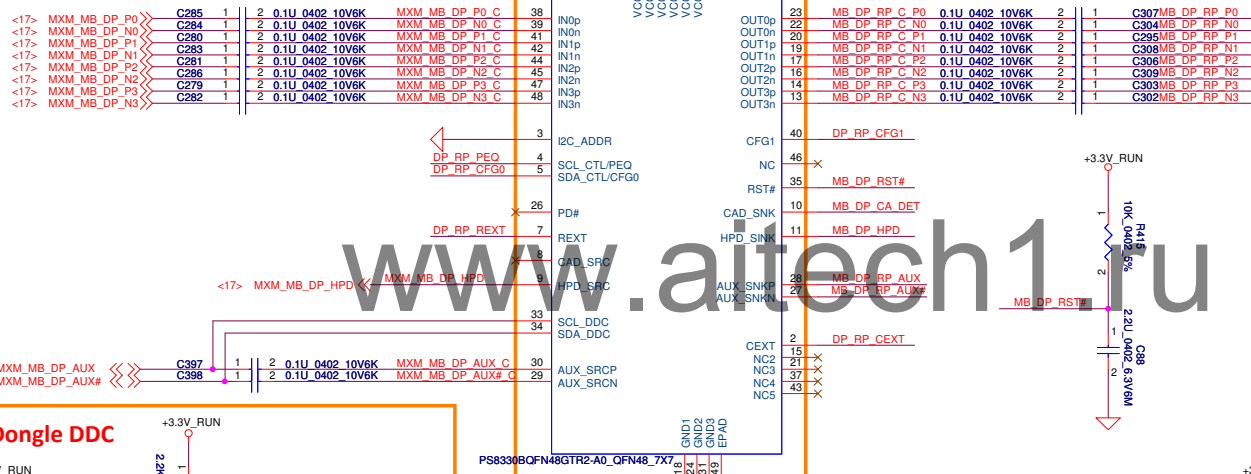 <17> MXM_MB_DP_P0 C285 1 2 0.1U_0402_10V6K MXM_MB_DP_P0_C 38 IN0p
<17> MXM_MB_DP_N0 C284 1 2 0.1U_0402_10V6K MXM_MB_DP_N0_C 39 IN0n
<17> MXM_MB_DP_P1 C280 1 2 0.1U_0402_10V6K MXM_MB_DP_P1_C 41 IN1p
<17> MXM_MB_DP_N1 C283 1 2 0.1U_0402_10V6K MXM_MB_DP_N1_C 42 IN1n
<17> MXM_MB_DP_P2 C281 1 2 0.1U_0402_10V6K MXM_MB_DP_P2_C 44 IN2p
<17> MXM_MB_DP_N2 C286 1 2 0.1U_0402_10V6K MXM_MB_DP_N2_C 45 IN2n
<17> MXM_MB_DP_P3 C279 1 2 0.1U_0402_10V6K MXM_MB_DP_P3_C 47 IN3p
<17> MXM_MB_DP_N3 C282 1 2 0.1U_0402_10V6K MXM_MB_DP_N3_C 48 IN3n
OUT0p 23 MB_DP_RP_C_P0 0.1U_0402_10V6K 2 1 C307 MB_DP_RP_P0
OUT0n 22 MB_DP_RP_C_N0 0.1U_0402_10V6K 2 1 C304 MB_DP_RP_N0
OUT1p 20 MB_DP_RP_C_P1 0.1U_0402_10V6K 2 1 C295 MB_DP_RP_P1
OUT1n 19 MB_DP_RP_C_N1 0.1U_0402_10V6K 2 1 C308 MB_DP_RP_N1
OUT2p 17 MB_DP_RP_C_P2 0.1U_0402_10V6K 2 1 C306 MB_DP_RP_P2
OUT2n 16 MB_DP_RP_C_N2 0.1U_0402_10V6K 2 1 C309 MB_DP_RP_N2
OUT3p 14 MB_DP_RP_C_P3 0.1U_0402_10V6K 2 1 C303 MB_DP_RP_P3
OUT3n 13 MB_DP_RP_C_N3 0.1U_0402_10V6K 2 1 C302 MB_DP_RP_N3
3 I2C_ADDR
DP_RP_PEQ 4 SCL_CTL/PEQ
DP_RP_CFG0 5 SDA_CTL/CFG0
26 PD#
DP_RP_REXT 7 REXT
8 CAD_SRC
<17> MXM_MB_DP_HPD MXM_MB_DP_HPD 9 HPD_SRC
33 SCL_DDC
34 SDA_DDC
MXM_MB_DP_AUX C397 1 2 0.1U_0402_10V6K MXM_MB_DP_AUX_C 30 AUX_SRCP
MXM_MB_DP_AUX# C398 1 2 0.1U_0402_10V6K MXM_MB_DP_AUX#_C 29 AUX_SRCN
CFG1 40 DP_RP_CFG1
NC 46
RST# 35 MB_DP_RST#
CAD_SNK 10 MB_DP_CA_DET
HPD_SINK 11 MB_DP_HPD
AUX_SNKP 28 MB_DP_RP_AUX
AUX_SNKN 27 MB_DP_RP_AUX#
CEXT 2 DP_RP_CEXT
NC2 15
NC3 21
NC4 37
NC5 43
GND1 18
GND2 24
GND3 31
EPAD 49
PS8330BQFN48GTR2-A0_QFN48_7X7
+3.3V_RUN
1
R415
10K_0402_5%
2
MB_DP_RST#
1
C88
2.2U_0402_6.3V6M
2
www.aitech1.ru
Dongle DDC
+3.3V_RUN
1
_RUN